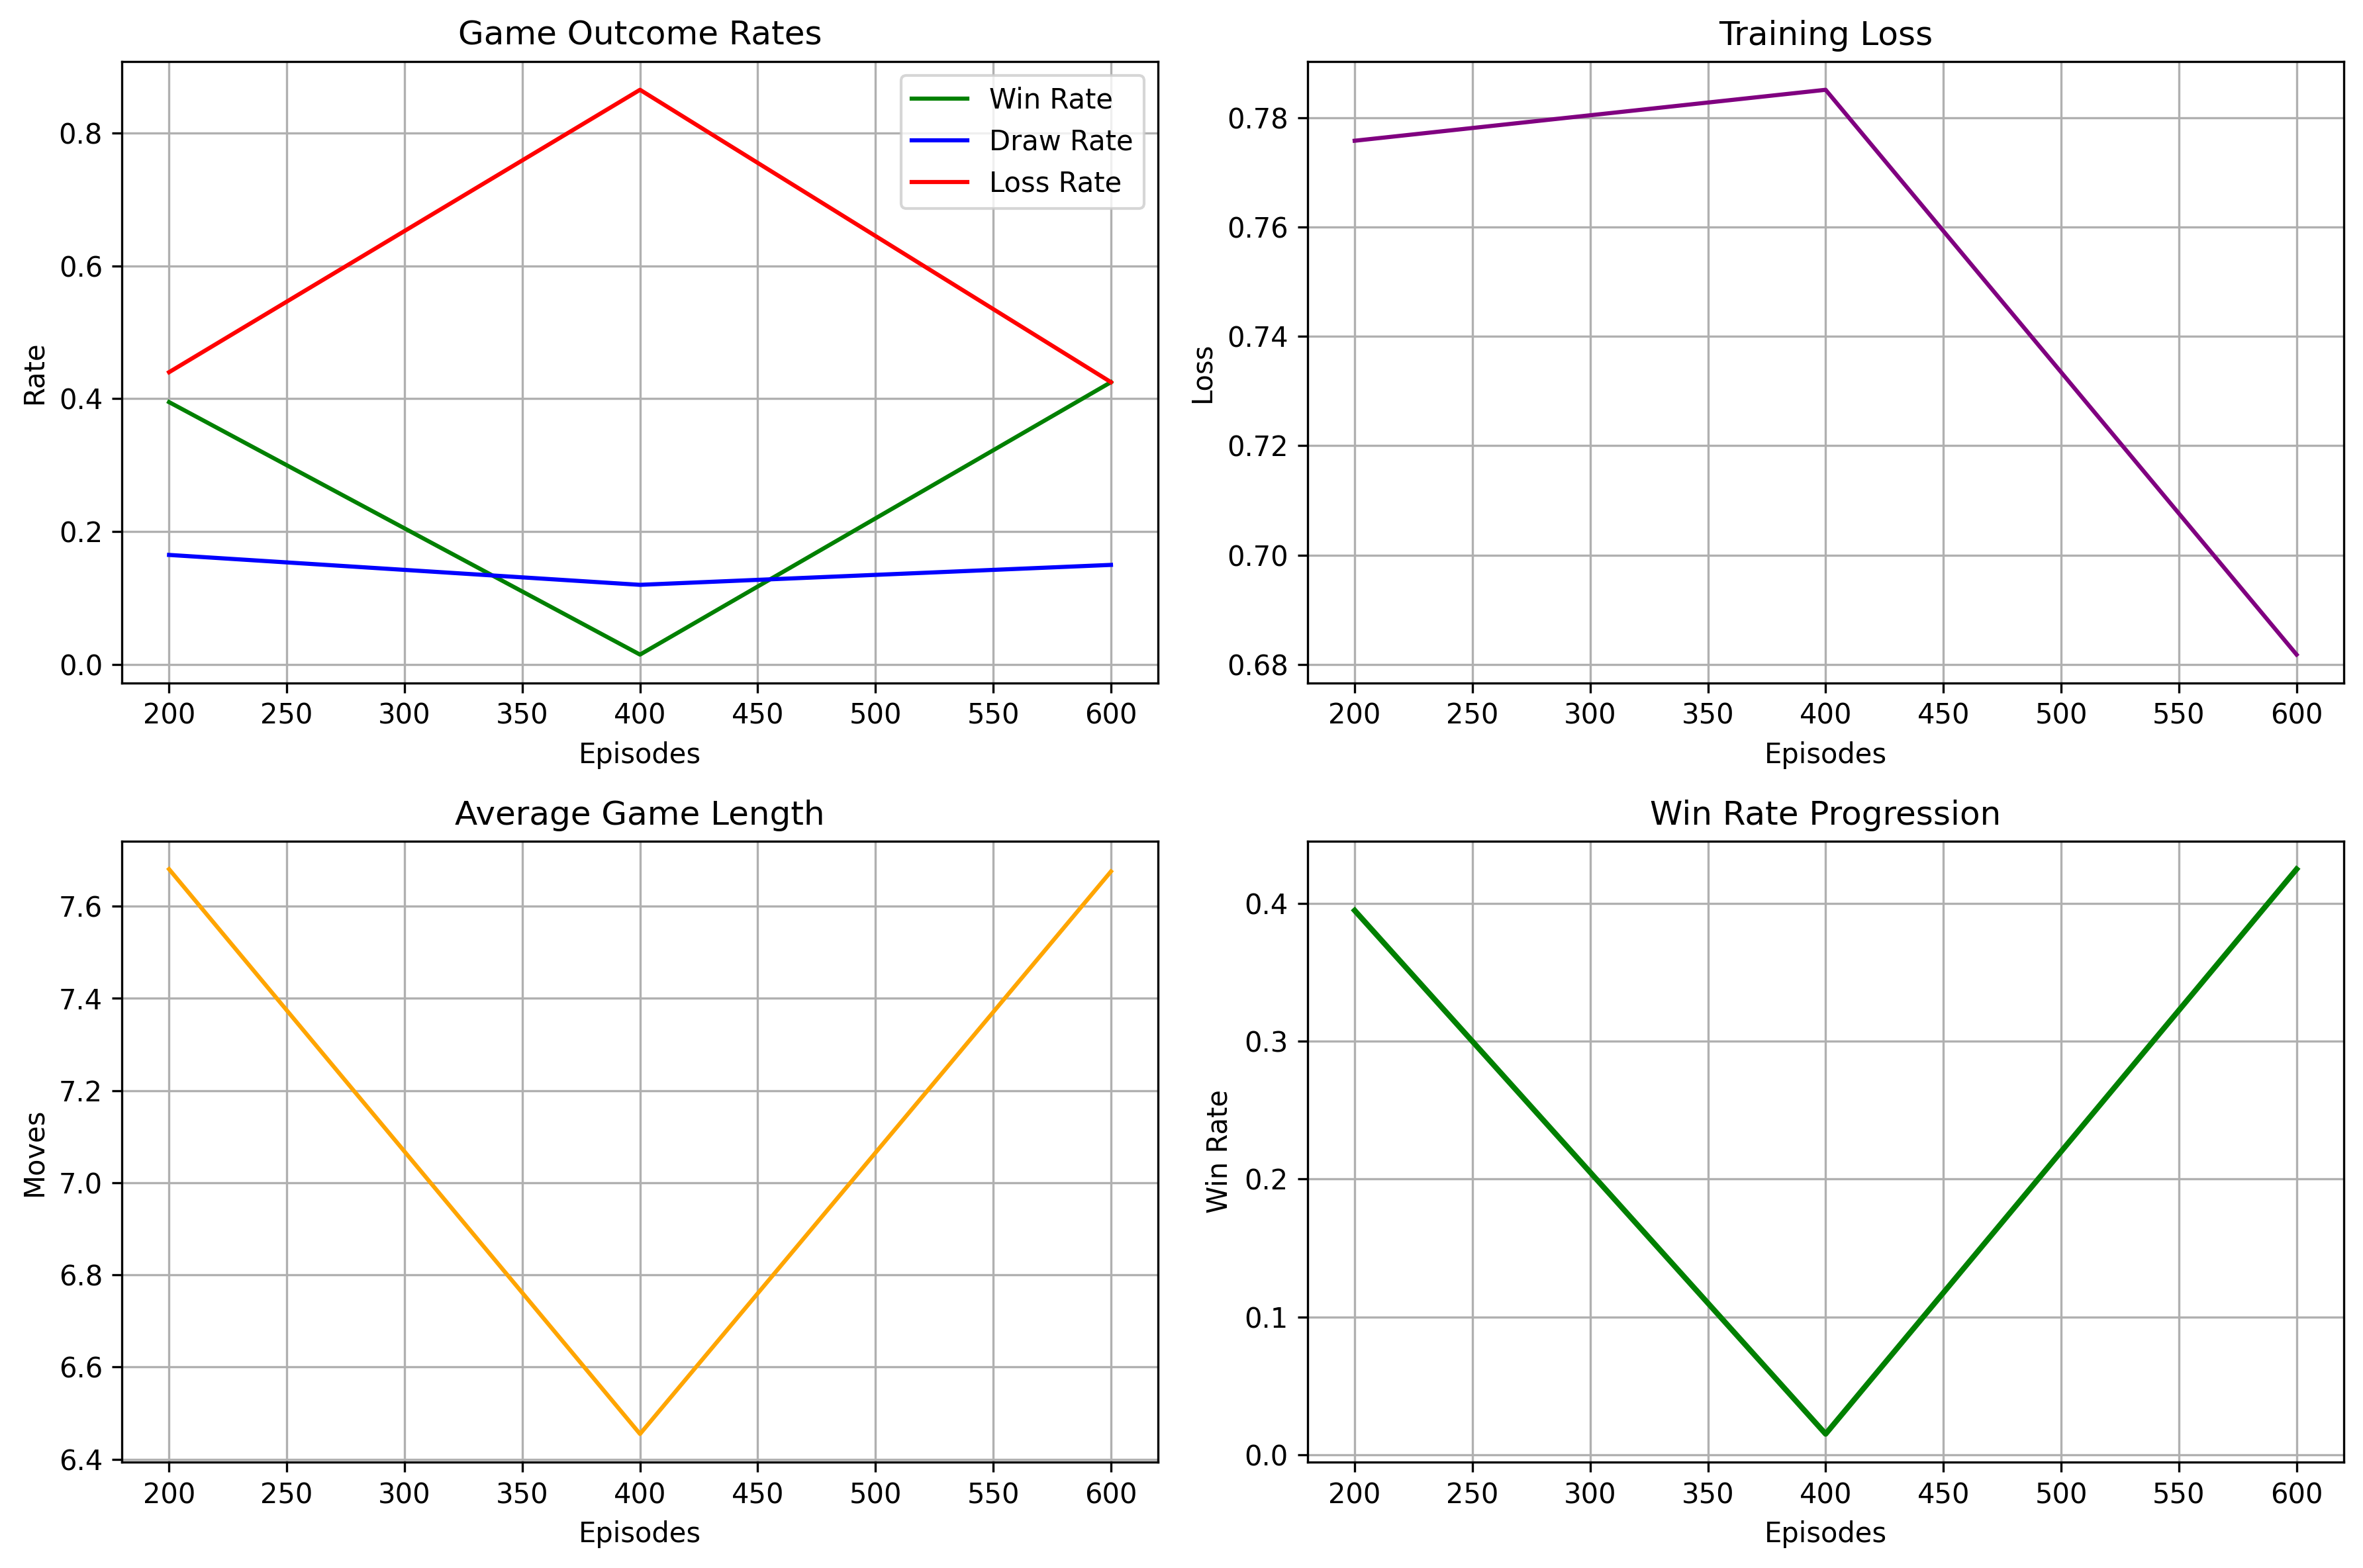 Game Outcome Rates
Rate
0.8
0.6
0.4
0.2
0.0
Win Rate
Draw Rate
Loss Rate
200 250 300 350 400 450 500 550 600
Episodes
Training Loss
Loss
0.78
0.76
0.74
0.72
0.70
0.68
200 250 300 350 400 450 500 550 600
Episodes
Average Game Length
Moves
7.6
7.4
7.2
7.0
6.8
6.6
6.4
200 250 300 350 400 450 500 550 600
Episodes
Win Rate Progression
Win Rate
0.4
0.3
0.2
0.1
0.0
200 250 300 350 400 450 500 550 600
Episodes